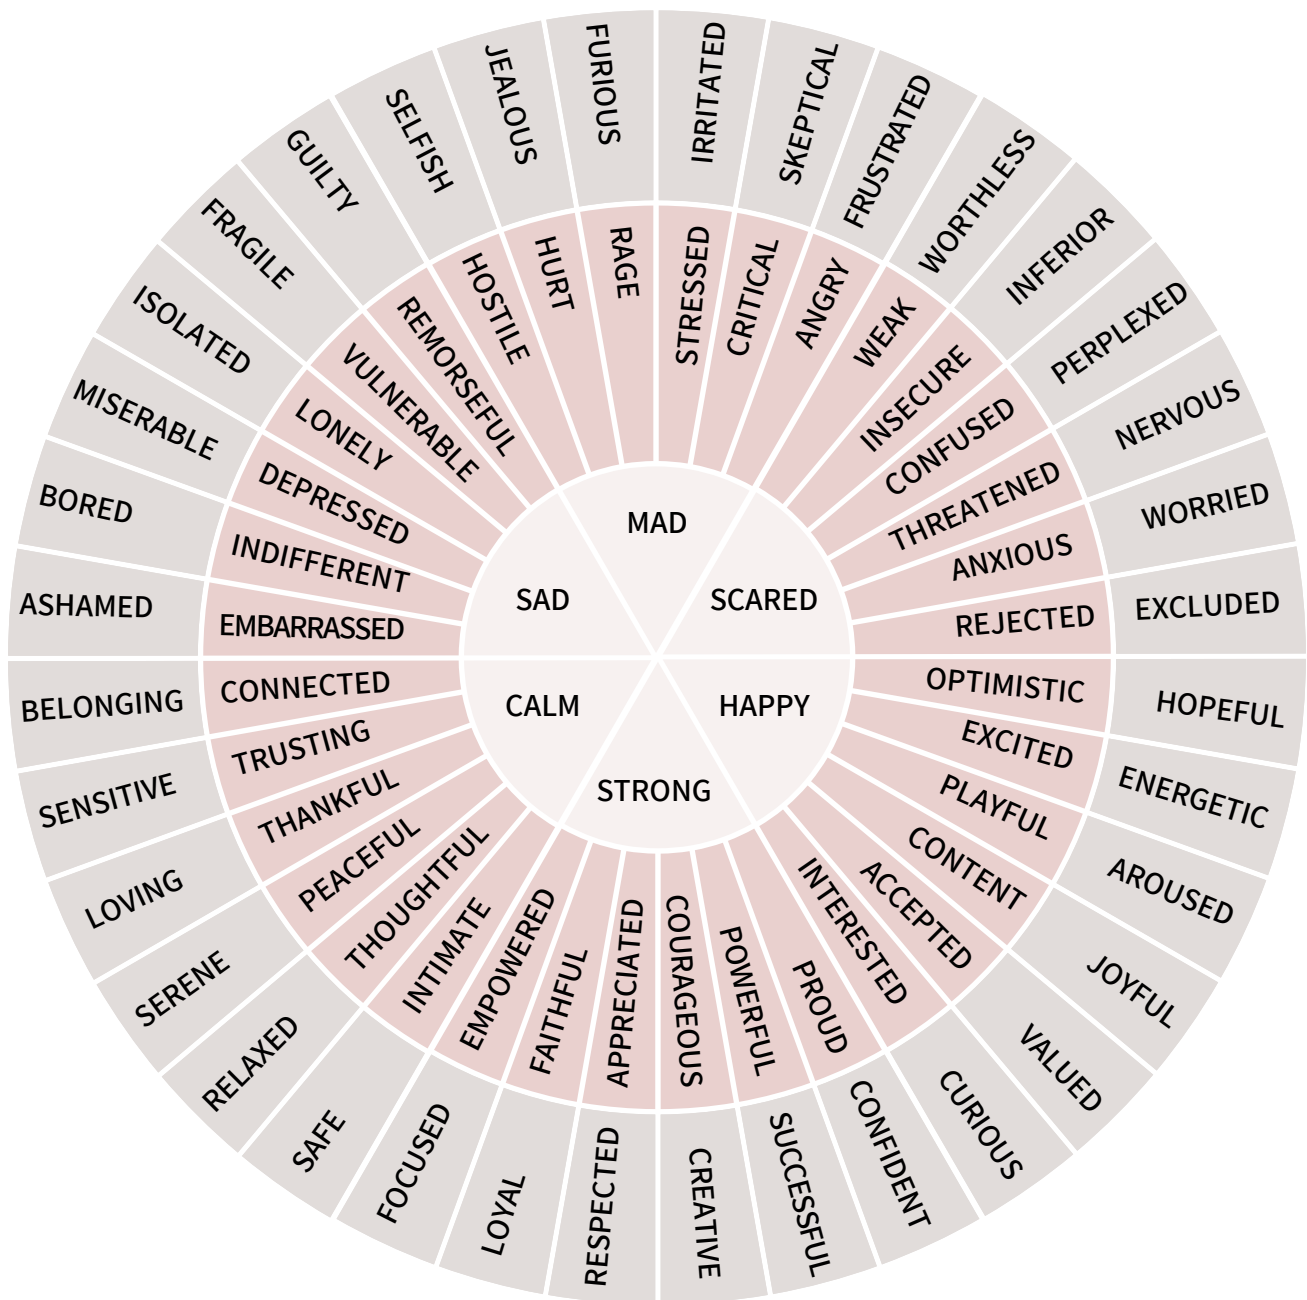 MAD
SCARED
HAPPY
STRONG
CALM
SAD
STRESSED
CRITICAL
ANGRY
WEAK
INSECURE
CONFUSED
THREATENED
ANXIOUS
REJECTED
OPTIMISTIC
EXCITED
PLAYFUL
CONTENT
ACCEPTED
INTERESTED
PROUD
POWERFUL
COURAGEOUS
APPRECIATED
FAITHFUL
EMPOWERED
INTIMATE
THOUGHTFUL
PEACEFUL
THANKFUL
TRUSTING
CONNECTED
EMBARRASSED
INDIFFERENT
DEPRESSED
LONELY
VULNERABLE
REMORSEFUL
HOSTILE
HURT
RAGE
IRRITATED
SKEPTICAL
FRUSTRATED
WORTHLESS
INFERIOR
PERPLEXED
NERVOUS
WORRIED
EXCLUDED
HOPEFUL
ENERGETIC
AROUSED
JOYFUL
VALUED
CURIOUS
CONFIDENT
SUCCESSFUL
CREATIVE
RESPECTED
LOYAL
FOCUSED
SAFE
RELAXED
SERENE
LOVING
SENSITIVE
BELONGING
ASHAMED
BORED
MISERABLE
ISOLATED
FRAGILE
GUILTY
SELFISH
JEALOUS
FURIOUS